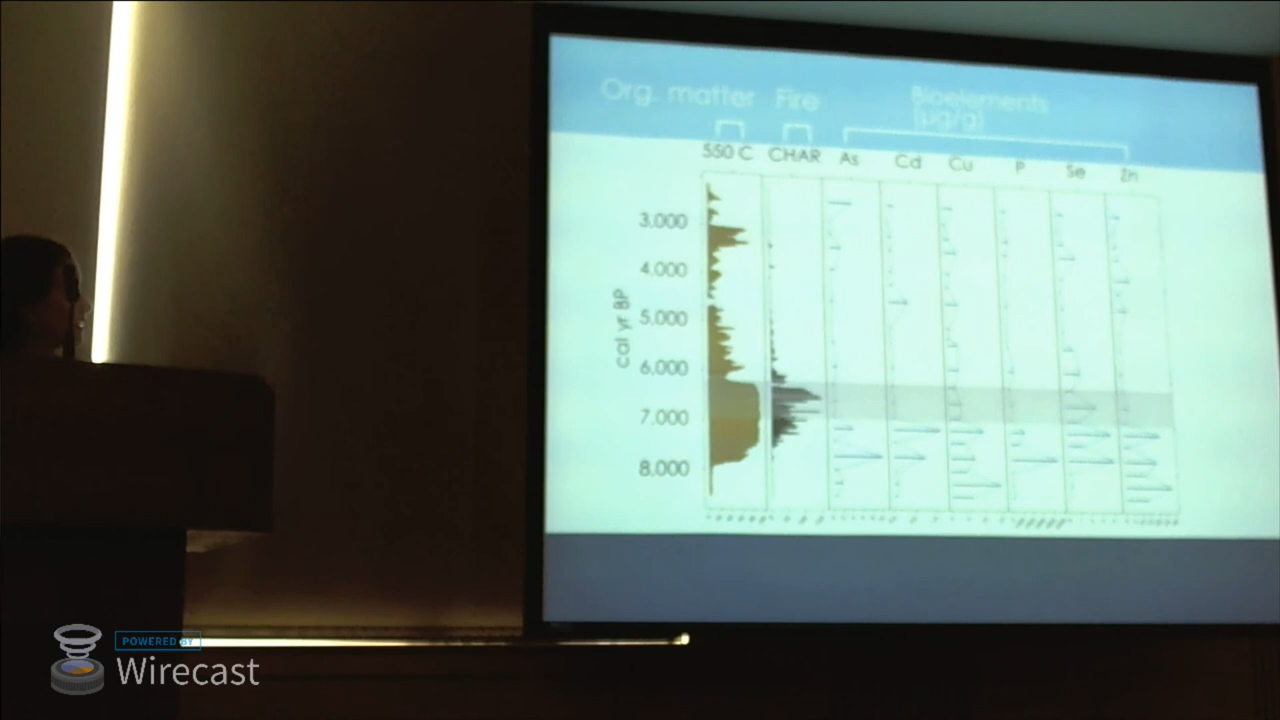 Org. matter Fire Bioelements
(µg/g)
550 C CHAR As Cd Cu P Se Zn
3.000
4.000
5.000
6.000
7.000
8.000
cal yr BP
POWERED BY
Wirecast